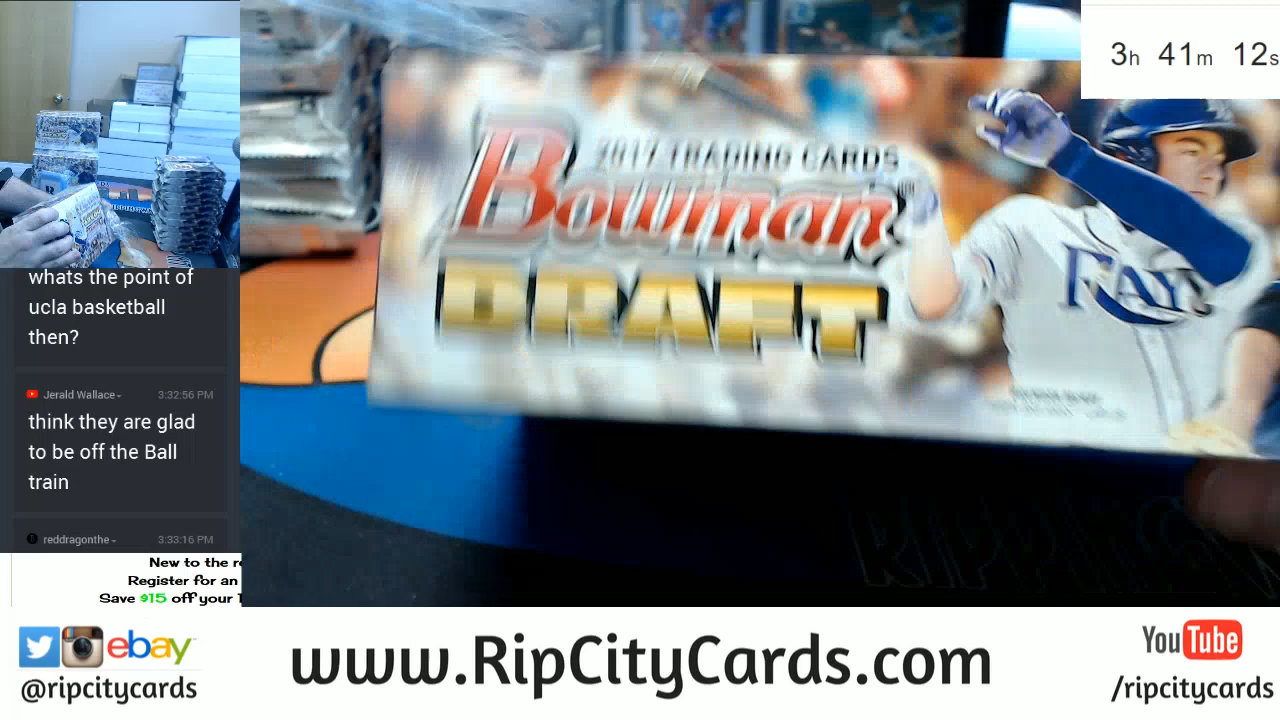 3h 41m 12s
2017 TRADING CARDS
Bowman
DRAFT
RAYS
whats the point of
ucla basketball
then?
Jerald Wallace 3:32:56 PM
think they are glad
to be off the Ball
train
reddragonthe 3:33:16 PM
New to the
Register for an
Save $15 off your
ebay
@ripcitycards
www.RipCityCards.com
YouTube
/ripcitycards